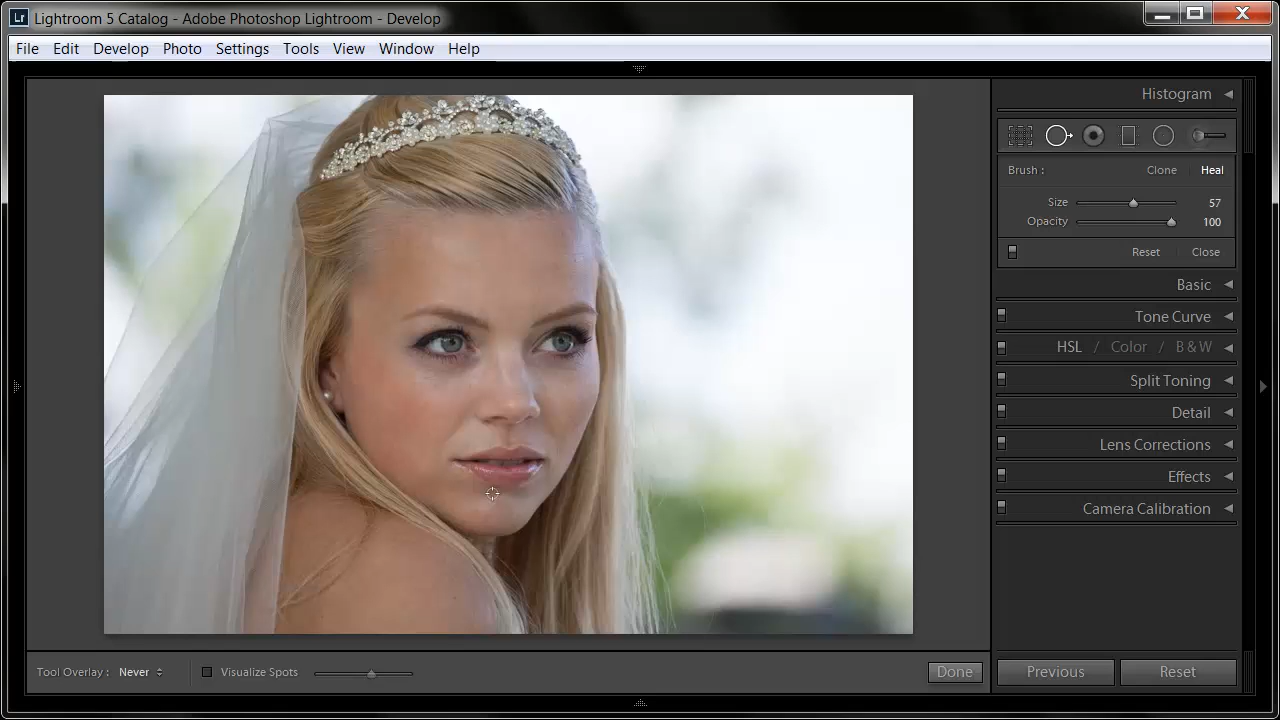 Lr Lightroom 5 Catalog - Adobe Photoshop Lightroom - Develop
File Edit Develop Photo Settings Tools View Window Help
Histogram
Brush : Clone Heal
Size 57
Opacity 100
Reset Close
Basic
Tone Curve
HSL / Color / B & W
Split Toning
Detail
Lens Corrections
Effects
Camera Calibration
Tool Overlay : Never Visualize Spots Done Previous Reset